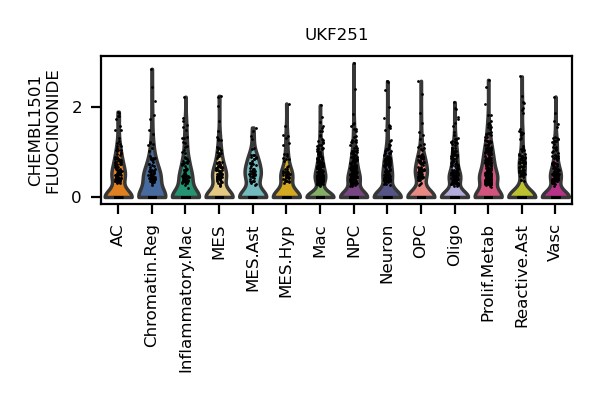 UKF251
CHEMBL1501
FLUOCINONIDE
2
0
AC
Chromatin.Reg
Inflammatory.Mac
MES
MES.Ast
MES.Hyp
Mac
NPC
Neuron
OPC
Oligo
Prolif.Metab
Reactive.Ast
Vasc